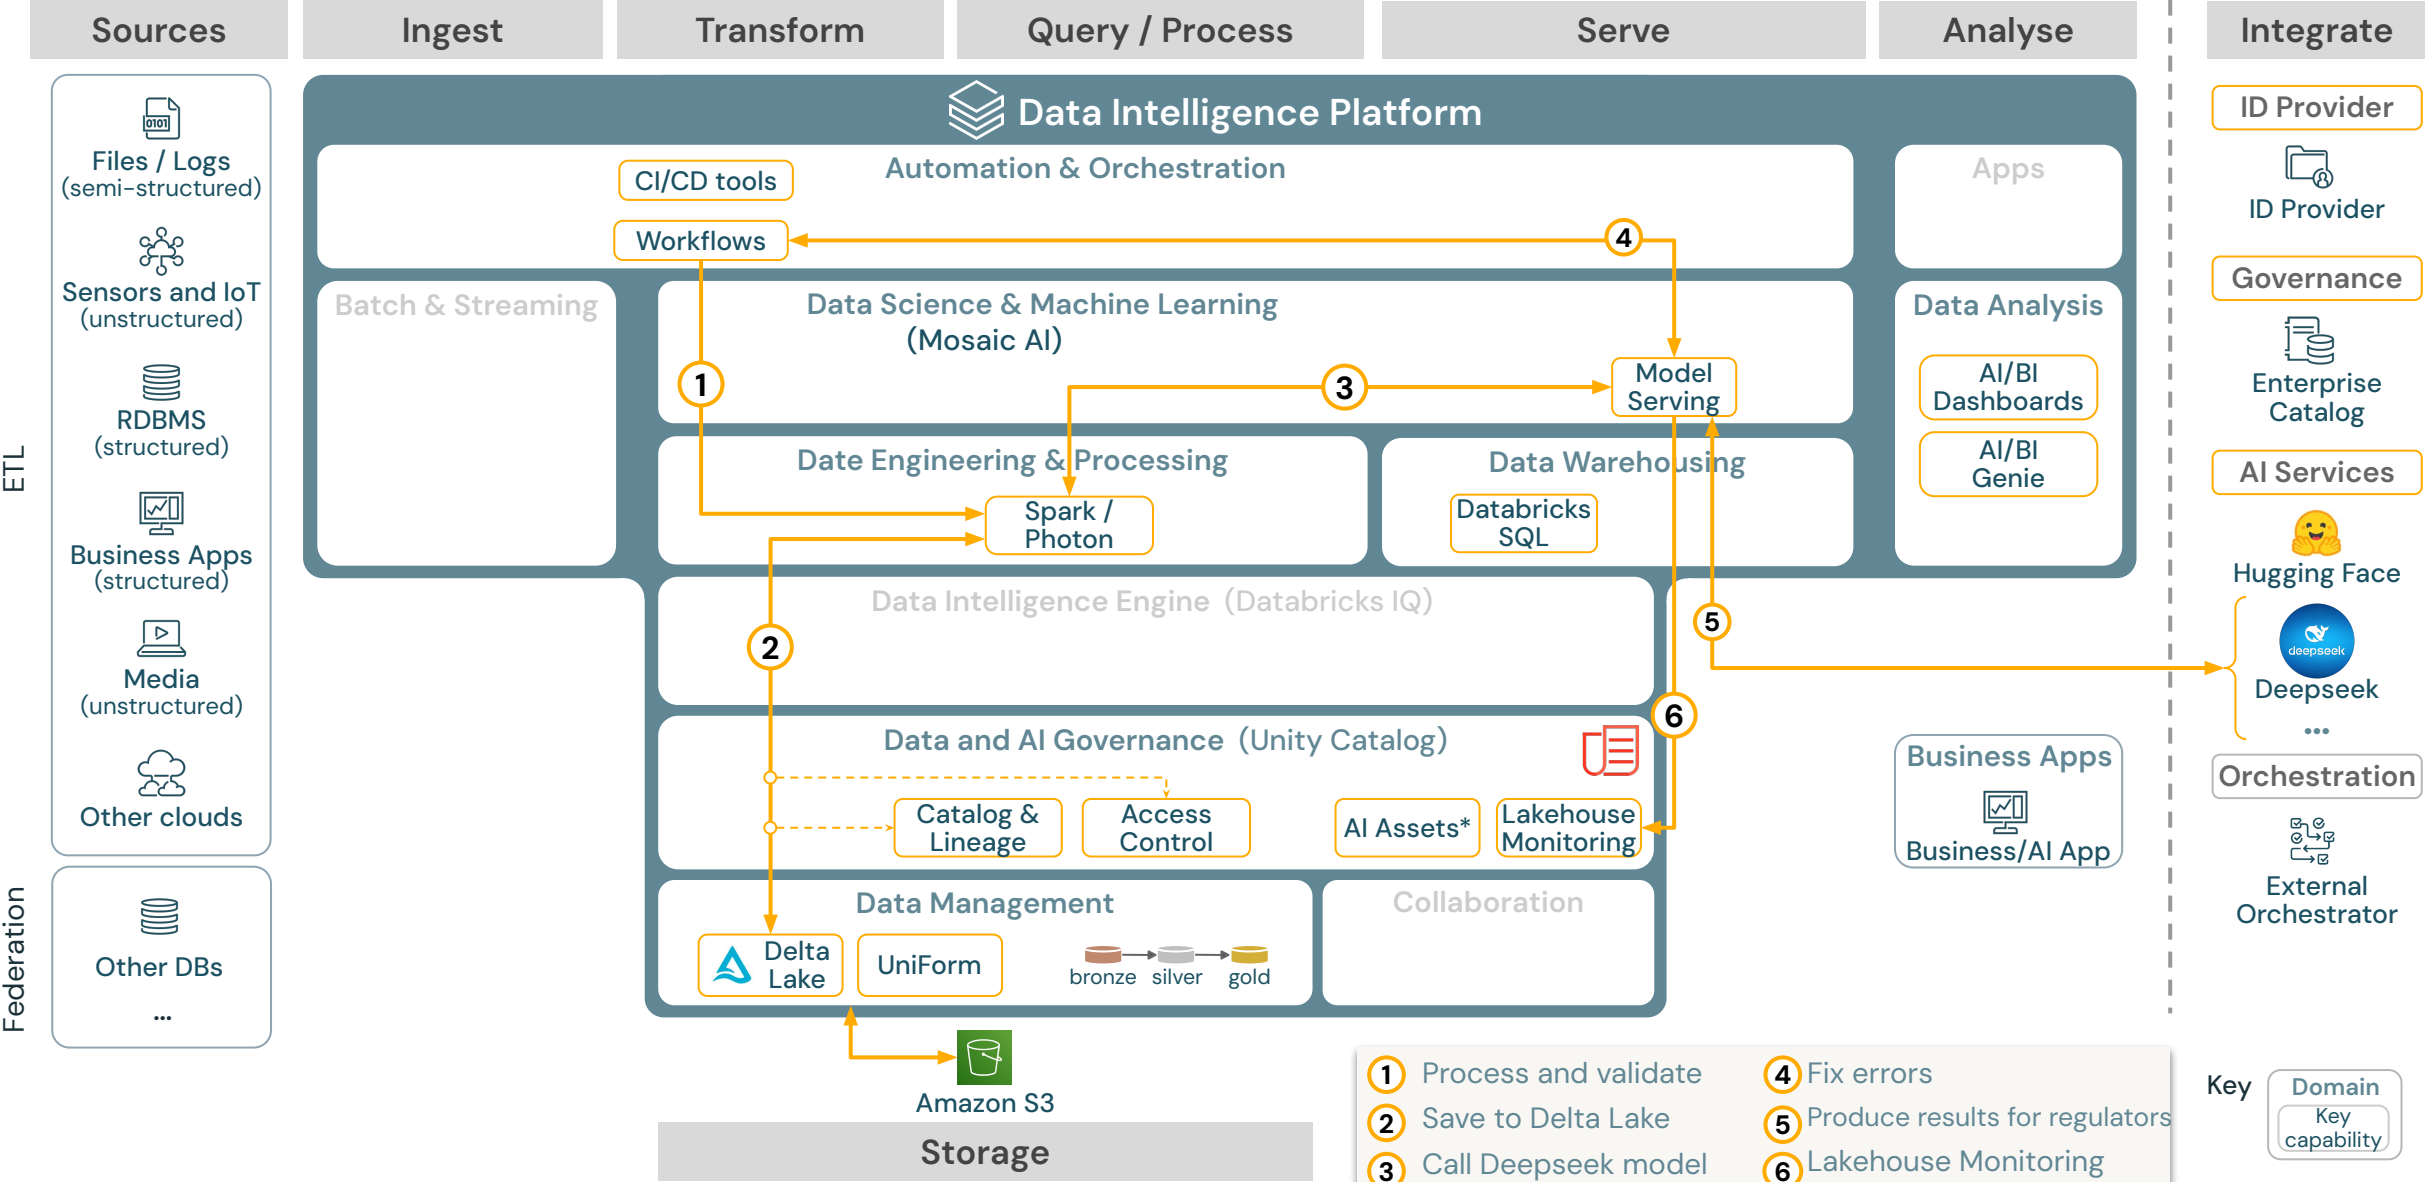 Sources
Ingest
Transform
Query / Process
Serve
Analyse
Integrate
ETL
Federation
0101
Files / Logs
(semi-structured)
Sensors and IoT
(unstructured)
RDBMS
(structured)
Business Apps
(structured)
Media
(unstructured)
Other clouds
Other DBs
...
Data Intelligence Platform
Automation & Orchestration
CI/CD tools
Workflows
4
Apps
Batch & Streaming
Data Science & Machine Learning
(Mosaic AI)
1
3
Model
Serving
Data Analysis
AI/BI
Dashboards
AI/BI
Genie
Date Engineering & Processing
Spark /
Photon
Data Warehousing
Databricks
SQL
Data Intelligence Engine (Databricks IQ)
2
5
6
Data and AI Governance (Unity Catalog)
Catalog &
Lineage
Access
Control
AI Assets*
Lakehouse
Monitoring
Data Management
Delta
Lake
UniForm
bronze silver gold
Collaboration
Amazon S3
Storage
Business Apps
Business/AI App
ID Provider
ID Provider
Governance
Enterprise
Catalog
AI Services
Hugging Face
deepseek
Deepseek
...
Orchestration
External
Orchestrator
1 Process and validate
2 Save to Delta Lake
3 Call Deepseek model
4 Fix errors
5 Produce results for regulators
6 Lakehouse Monitoring
Key
Domain
Key
capability